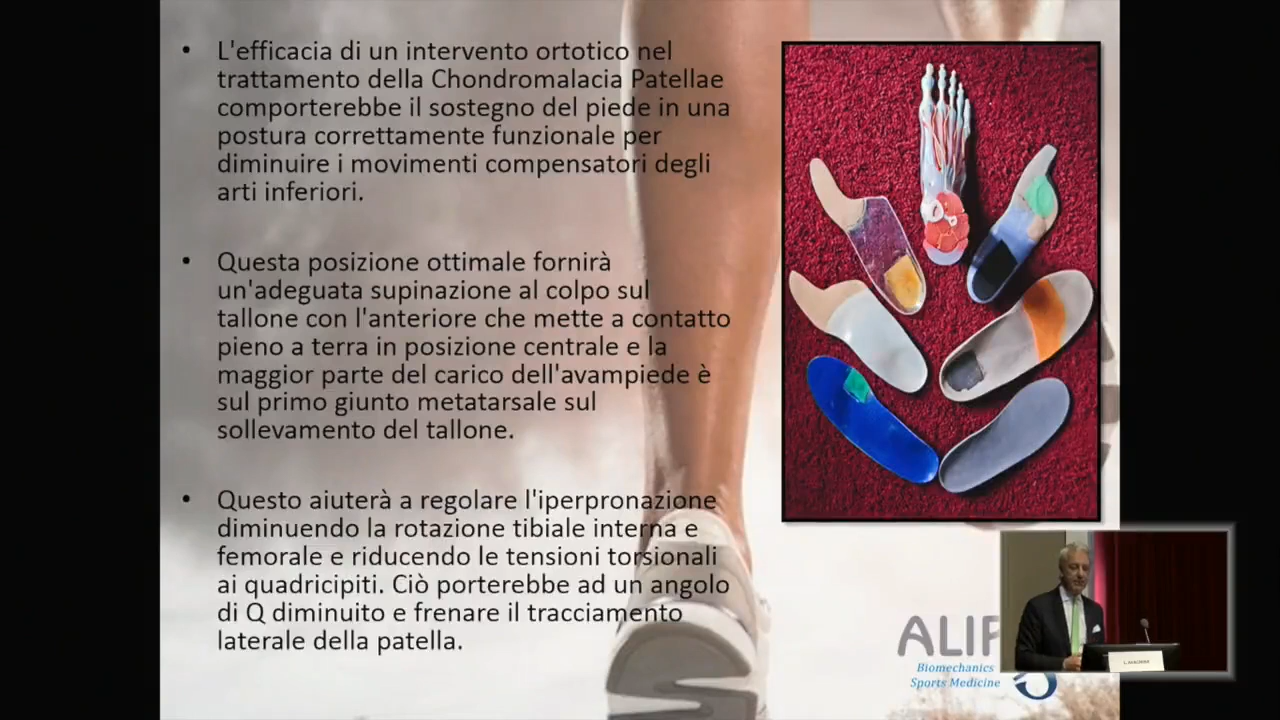 • L'efficacia di un intervento ortotico nel
trattamento della Chondromalacia Patellae
comporterebbe il sostegno del piede in una
postura correttamente funzionale per
diminuire i movimenti compensatori degli
arti inferiori.
• Questa posizione ottimale fornirà
un'adeguata supinazione al colpo sul
tallone con l'anteriore che mette a contatto
pieno a terra in posizione centrale e la
maggior parte del carico dell'avampiede è
sul primo giunto metatarsale sul
sollevamento del tallone.
• Questo aiuterà a regolare l'iperpronazione
diminuendo la rotazione tibiale interna e
femorale e riducendo le tensioni torsionali
ai quadricipiti. Ciò porterebbe ad un angolo
di Q diminuito e frenare il tracciamento
laterale della patella.
Biomechanics
Sports Medicine